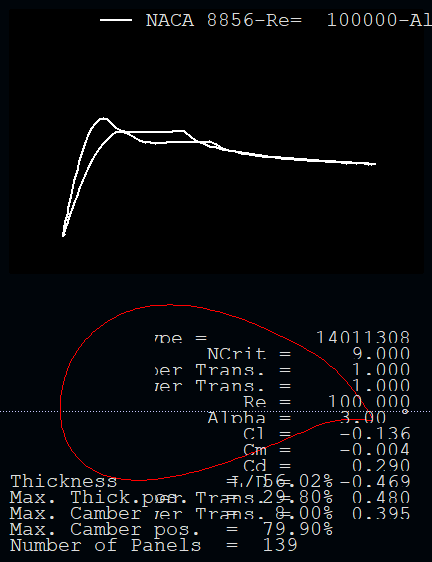 NACA 8856-Re= 100000-Al
ype = 14011308
NCrit = 9.000
per Trans. = 1.000
wer Trans. = 1.000
Re = 100 000
Alpha = 3.00 °
Cl = -0.136
Cm = -0.004
Cd = 0.290
L/D = -0.469
Trans. = 0.480
Trans. = 0.395
Thickness = 56.02%
Max. Thick.pos. = 29.80%
Max. Camber = 8.00%
Max. Camber pos. = 79.90%
Number of Panels = 139